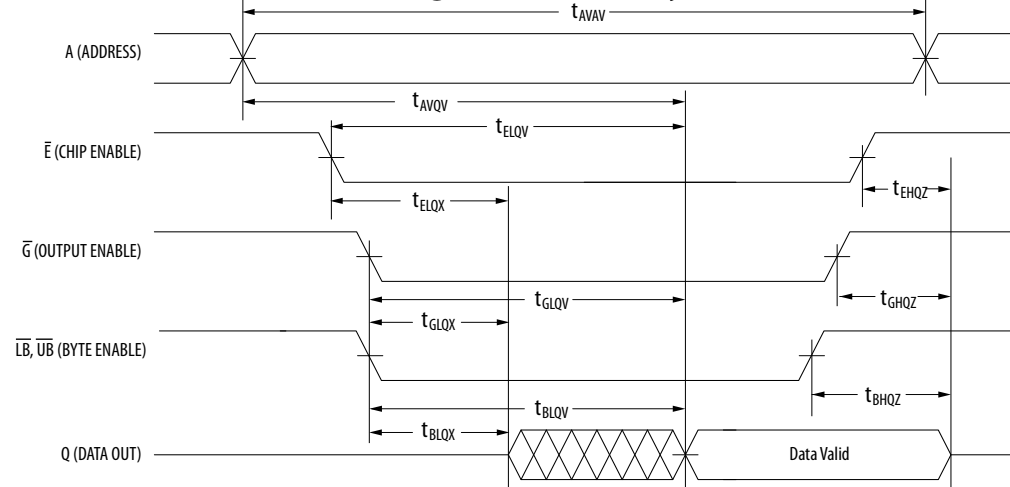 tAVAV
A (ADDRESS)
tAVQV
tELQV
E̅ (CHIP ENABLE)
tEHQZ
tELQX
G̅ (OUTPUT ENABLE)
tGLQV
tGHQZ
tGLQX
L̅B̅, U̅B̅ (BYTE ENABLE)
tBHQZ
tBLQV
tBLQX
Q (DATA OUT)
Data Valid